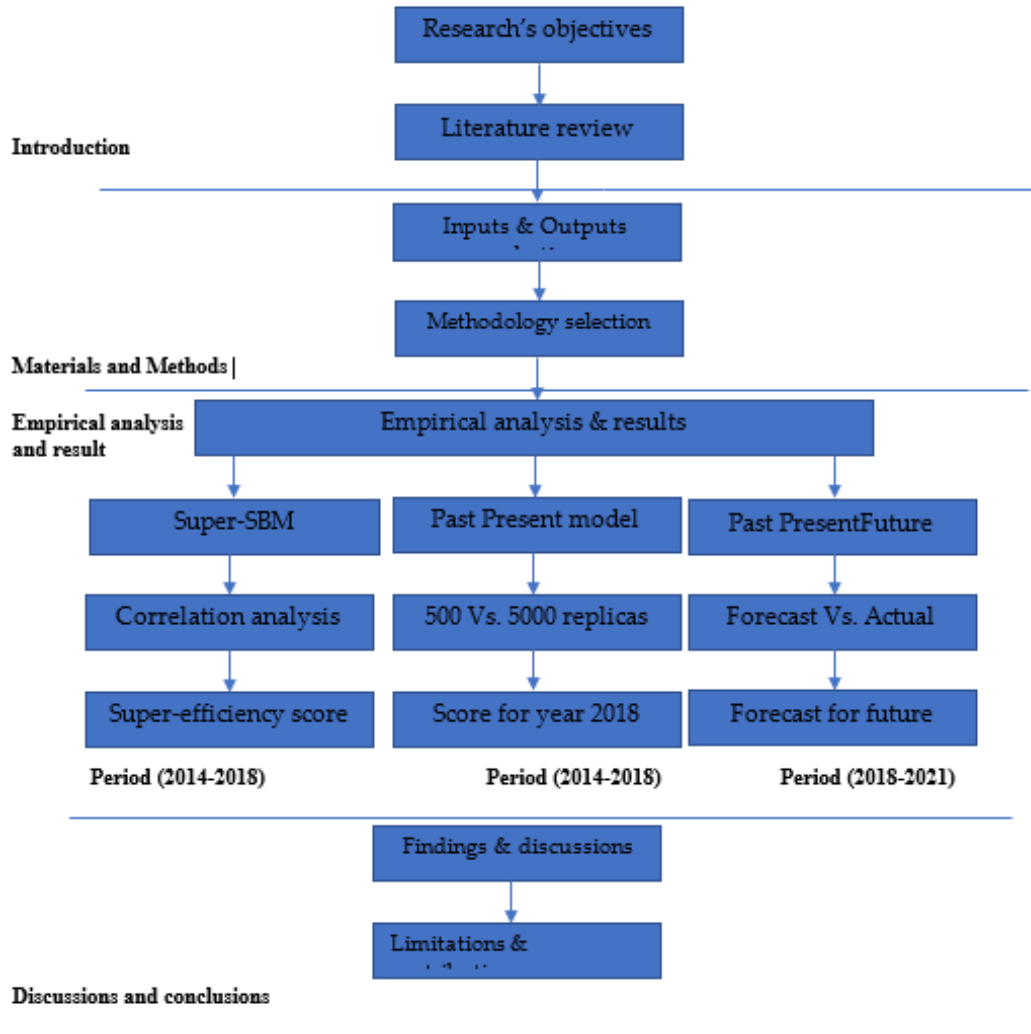 Research's objectives
Literature review
Introduction
Inputs & Outputs
Methodology selection
Materials and Methods
Empirical analysis
and result
Empirical analysis & results
Super-SBM
Past Present model
Past PresentFuture
Correlation analysis
500 Vs. 5000 replicas
Forecast Vs. Actual
Super-efficiency score
Score for year 2018
Forecast for future
Period (2014-2018)
Period (2014-2018)
Period (2018-2021)
Findings & discussions
Limitations &
Discussions and conclusions